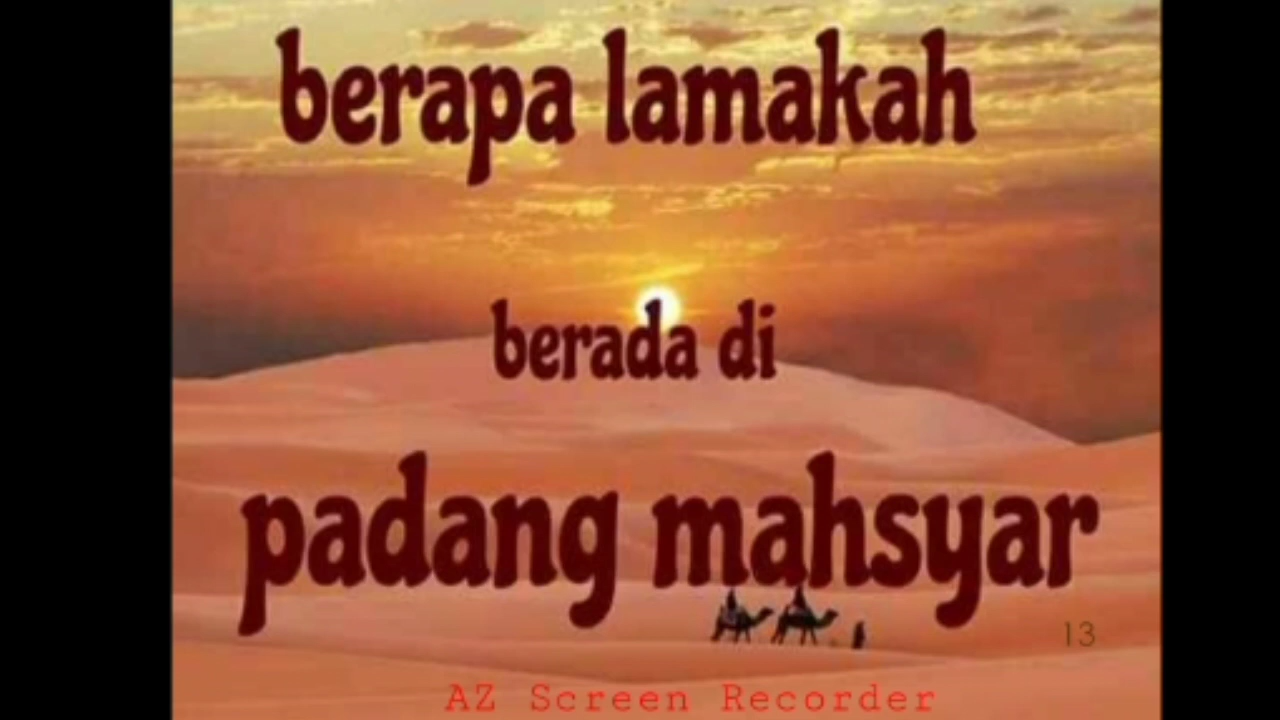 berapa lamakah
berada di
padang mahsyar
13
AZ Screen Recorder